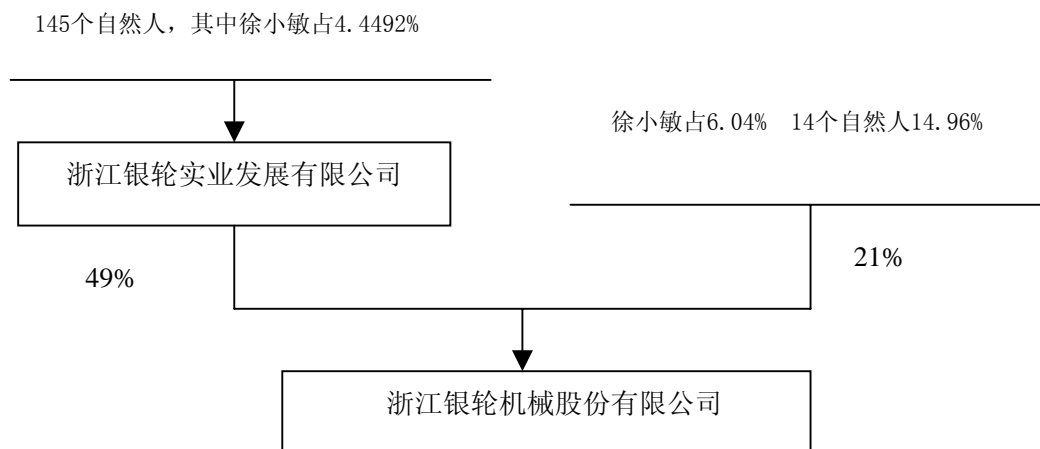 145个自然人，其中徐小敏占4.4492%
徐小敏占6.04% 14个自然人14.96%
浙江银轮实业发展有限公司
49%
21%
浙江银轮机械股份有限公司